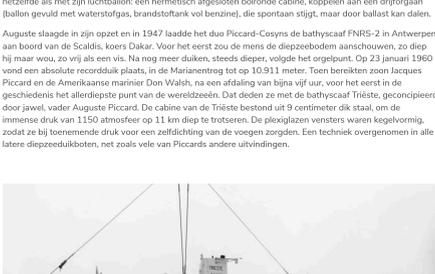 hetzelfde als met zijn luchtballon: een hermetisch afgesloten bolronde cabine, koppelen aan een drijforgaan
(ballon gevuld met waterstofgas, brandstoftank vol benzine), die spontaan stijgt, maar door ballast kan dalen.
Auguste slaagde in zijn opzet en in 1947 laadde het duo Piccard-Cosyns de bathyscaaf FNRS-2 in Antwerpen
aan boord van de Scaldis, koers Dakar. Voor het eerst zou de mens de diepzeebodem aanschouwen, zo diep
hij maar wou, zo vrij als een vis. Na nog meer duiken, steeds dieper, volgde het orgelpunt. Op 23 januari 1960
vond een absolute recordduik plaats, in de Marianentrog tot op 10.911 meter. Toen bereikten zoon Jacques
Piccard en de Amerikaanse marinier Don Walsh, na een afdaling van bijna vijf uur, voor het eerst in de
geschiedenis het allerdiepste punt van de wereldzeeën. Dat deden ze met de bathyscaaf Triëste, geconcipieerd
door jawel, vader Auguste Piccard. De cabine van de Triëste bestond uit 9 centimeter dik staal, om de
immense druk van 1150 atmosfeer op 11 km diep te trotseren. De plexiglazen vensters waren kegelvormig,
zodat ze bij toenemende druk voor een zelfdichting van de voegen zorgden. Een techniek overgenomen in alle
latere diepzeeduikboten, net zoals vele van Piccards andere uitvindingen.